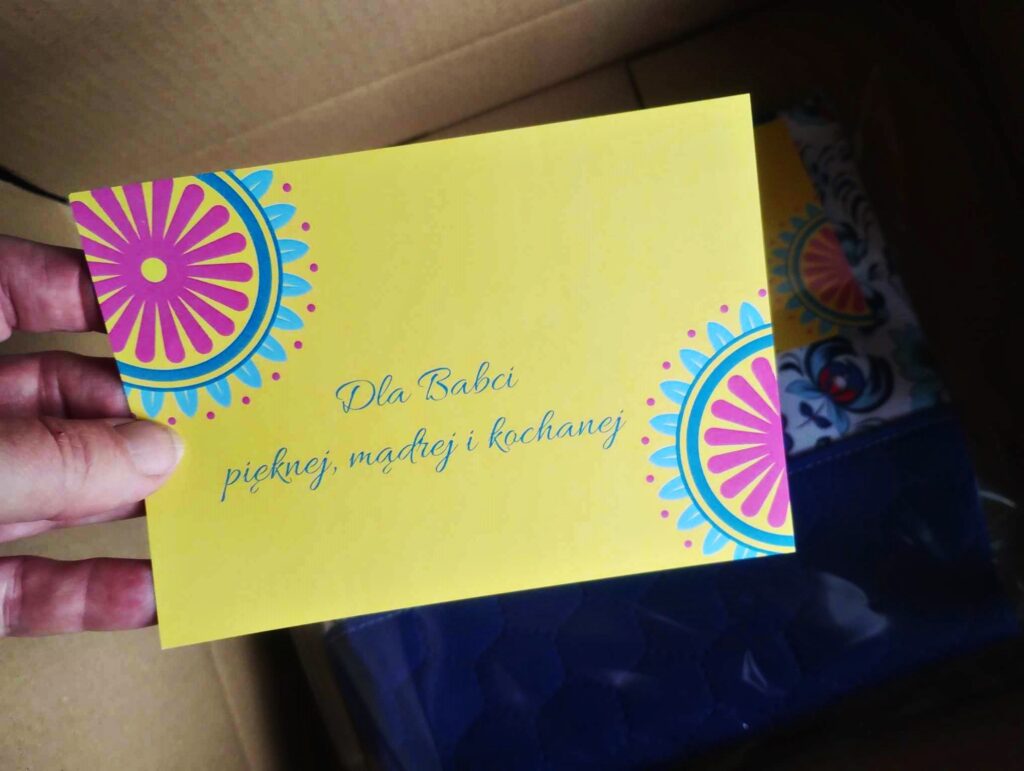 Dla Babci
pięknej, mądrej i kochanej